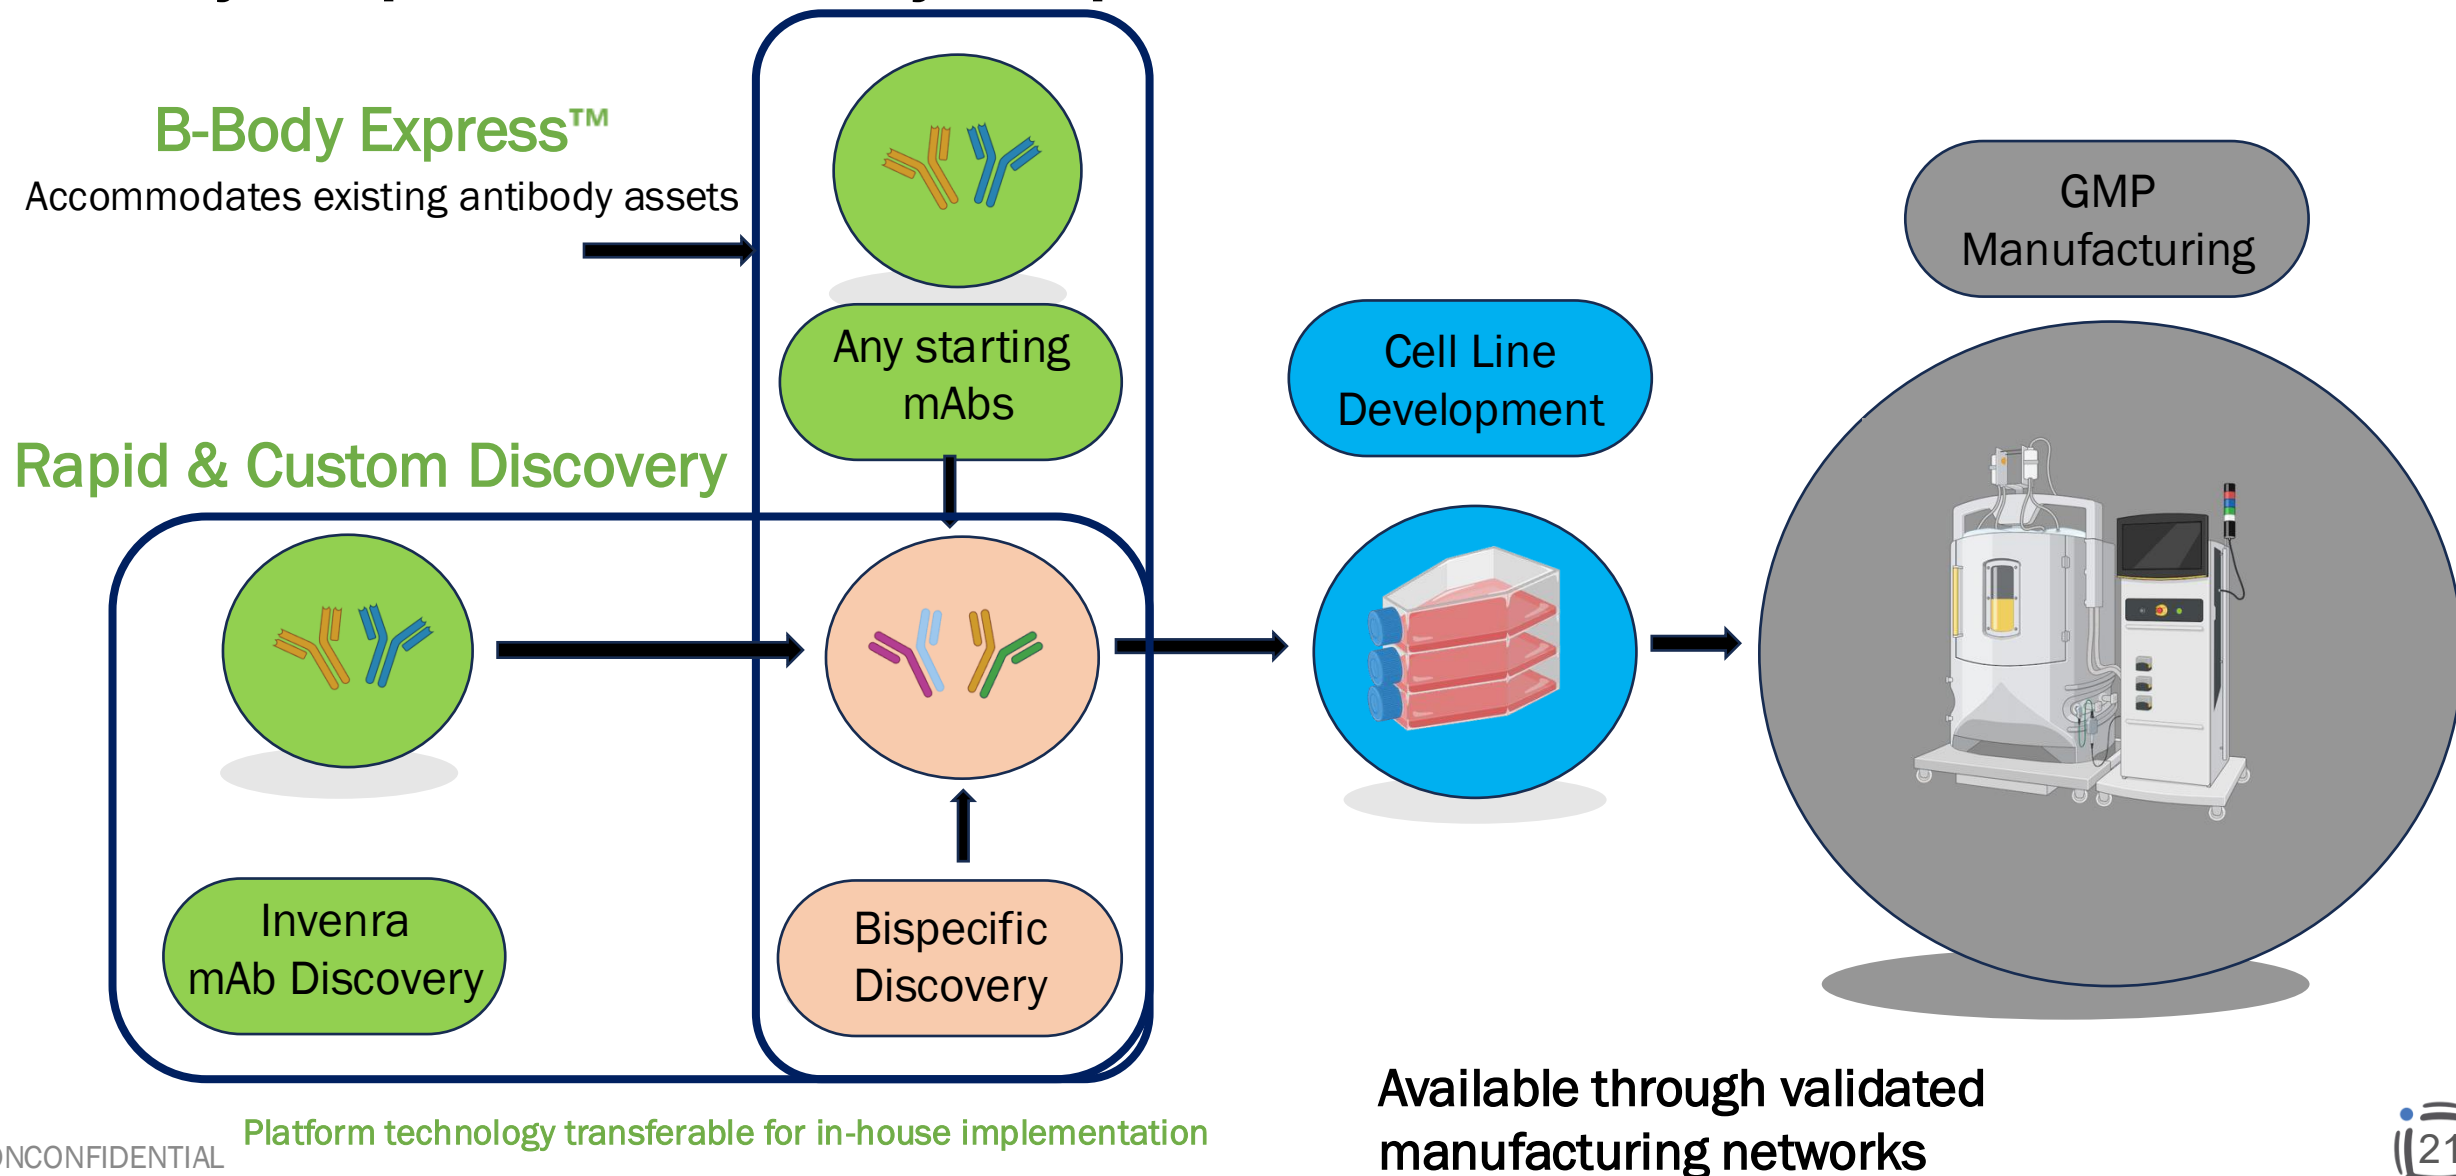 B-Body Express™
Accommodates existing antibody assets
Any starting
mAbs
GMP
Manufacturing
Cell Line
Development
Rapid & Custom Discovery
Invenra
mAb Discovery
Bispecific
Discovery
Available through validated
manufacturing networks
Platform technology transferable for in-house implementation
ONCONFIDENTIAL
21